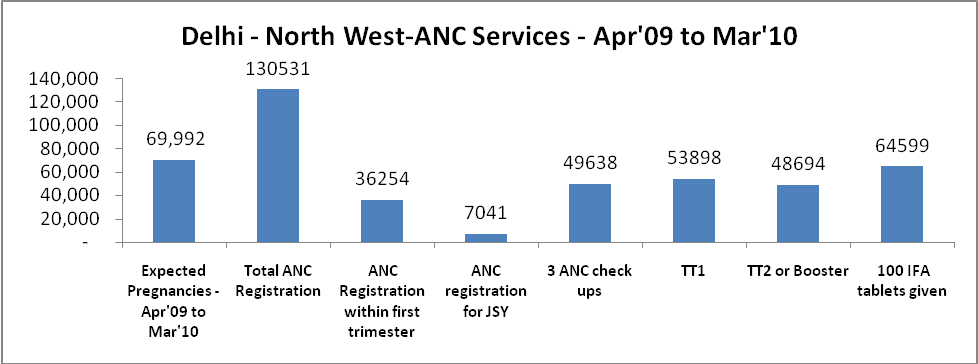 Delhi - North West-ANC Services - Apr'09 to Mar'10
140,000
120,000
100,000
80,000
60,000
40,000
20,000
-
69,992
130531
36254
7041
49638
53898
48694
64599
Expected
Pregnancies -
Apr'09 to
Mar'10
Total ANC
Registration
ANC
Registration
within first
trimester
ANC
registration
for JSY
3 ANC check
ups
TT1
TT2 or Booster
100 IFA
tablets given